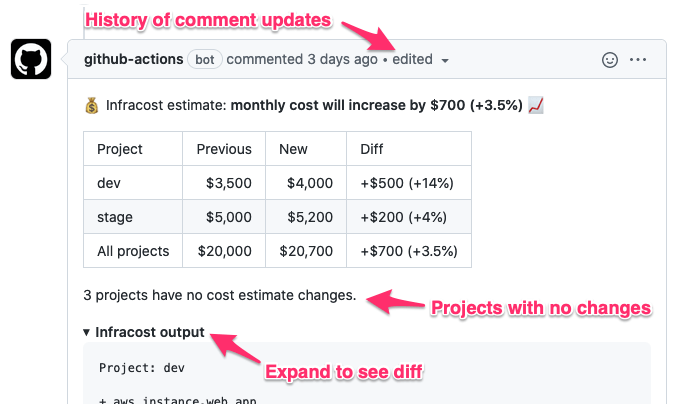 History of comment updates
github-actions bot commented 3 days ago • edited
Infracost estimate: monthly cost will increase by $700 (+3.5%)
Project Previous New Diff
dev $3,500 $4,000 +$500 (+14%)
stage $5,000 $5,200 +$200 (+4%)
All projects $20,000 $20,700 +$700 (+3.5%)
3 projects have no cost estimate changes.
Projects with no changes
Infracost output
Expand to see diff
Project: dev
+ aws_instance.web_app